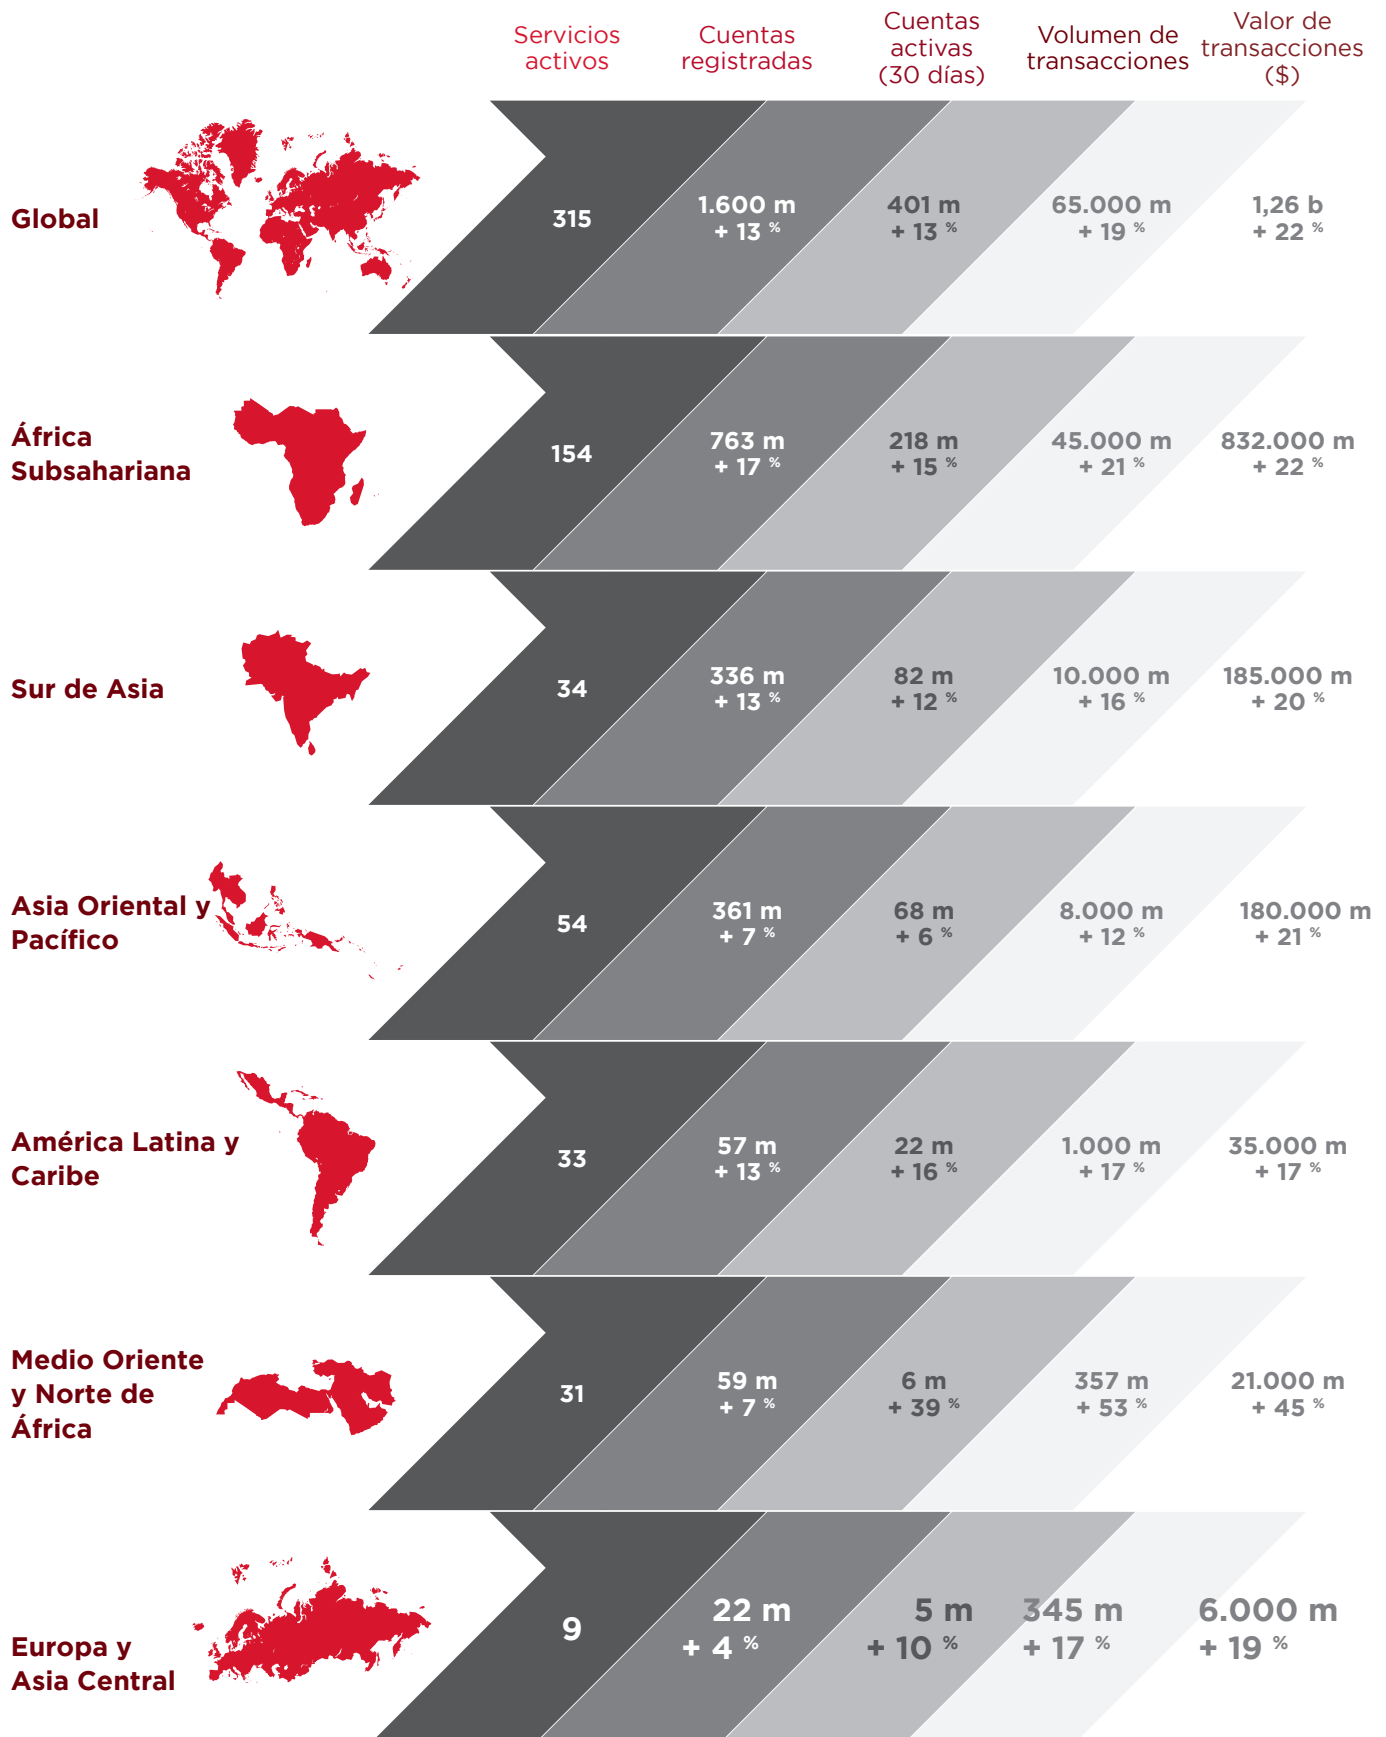 Servicios
activos
Cuentas
registradas
Cuentas
activas
(30 días)
Volumen de
transacciones
Valor de
transacciones
($)
Global
315
1.600 m
+ 13 %
401 m
+ 13 %
65.000 m
+ 19 %
1,26 b
+ 22 %
África
Subsahariana
154
763 m
+ 17 %
218 m
+ 15 %
45.000 m
+ 21 %
832.000 m
+ 22 %
Sur de Asia
34
336 m
+ 13 %
82 m
+ 12 %
10.000 m
+ 16 %
185.000 m
+ 20 %
Asia Oriental y
Pacífico
54
361 m
+ 7 %
68 m
+ 6 %
8.000 m
+ 12 %
180.000 m
+ 21 %
América Latina y
Caribe
33
57 m
+ 13 %
22 m
+ 16 %
1.000 m
+ 17 %
35.000 m
+ 17 %
Medio Oriente
y Norte de
África
31
59 m
+ 7 %
6 m
+ 39 %
357 m
+ 53 %
21.000 m
+ 45 %
Europa y
Asia Central
9
22 m
+ 4 %
5 m
+ 10 %
345 m
+ 17 %
6.000 m
+ 19 %